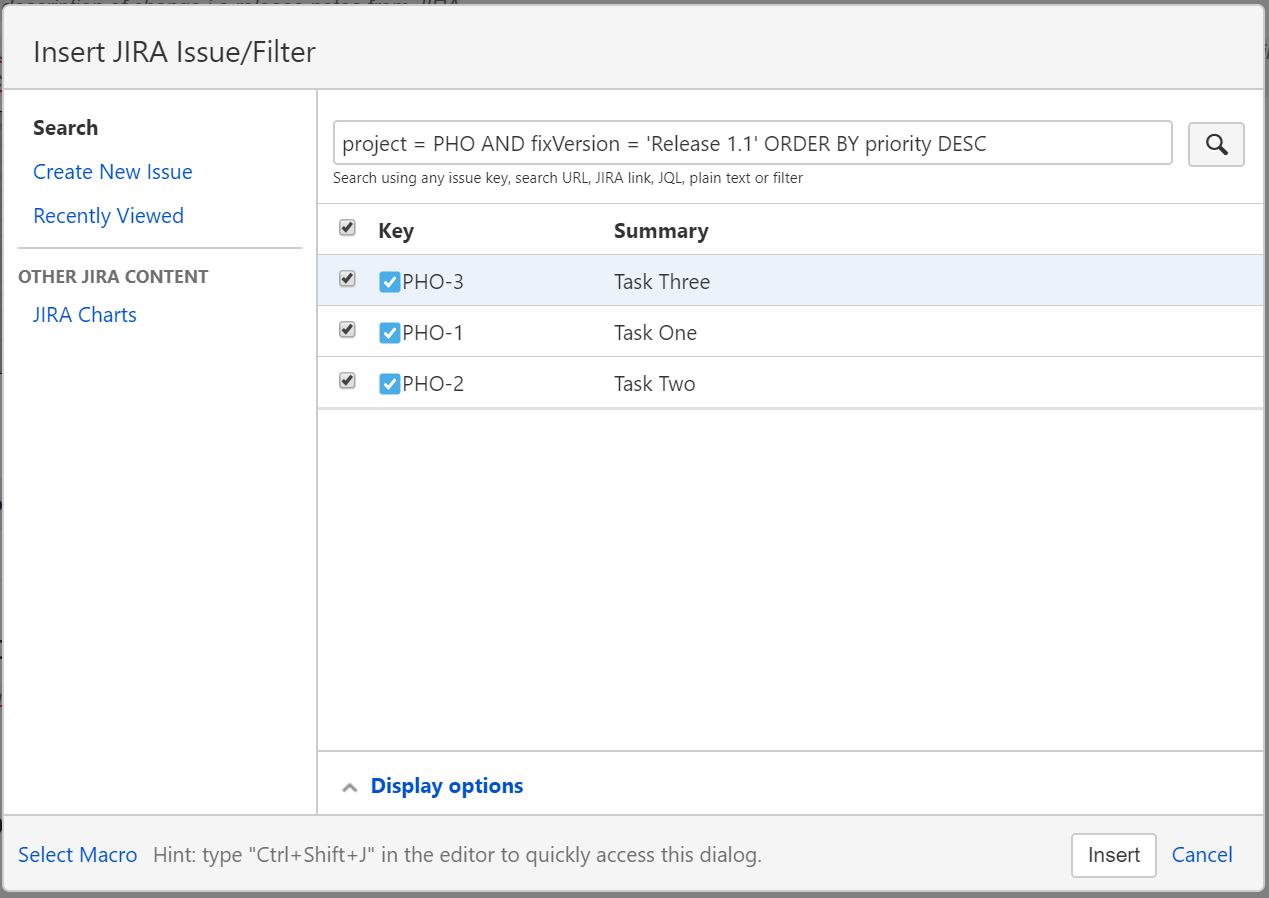 Insert JIRA Issue/Filter
Search
Create New Issue
Recently Viewed
OTHER JIRA CONTENT
JIRA Charts
project = PHO AND fixVersion = 'Release 1.1' ORDER BY priority DESC
Search using any issue key, search URL, JIRA link, JQL, plain text or filter
Key Summary
PHO-3 Task Three
PHO-1 Task One
PHO-2 Task Two
Display options
Select Macro Hint: type "Ctrl+Shift+J" in the editor to quickly access this dialog. Insert Cancel